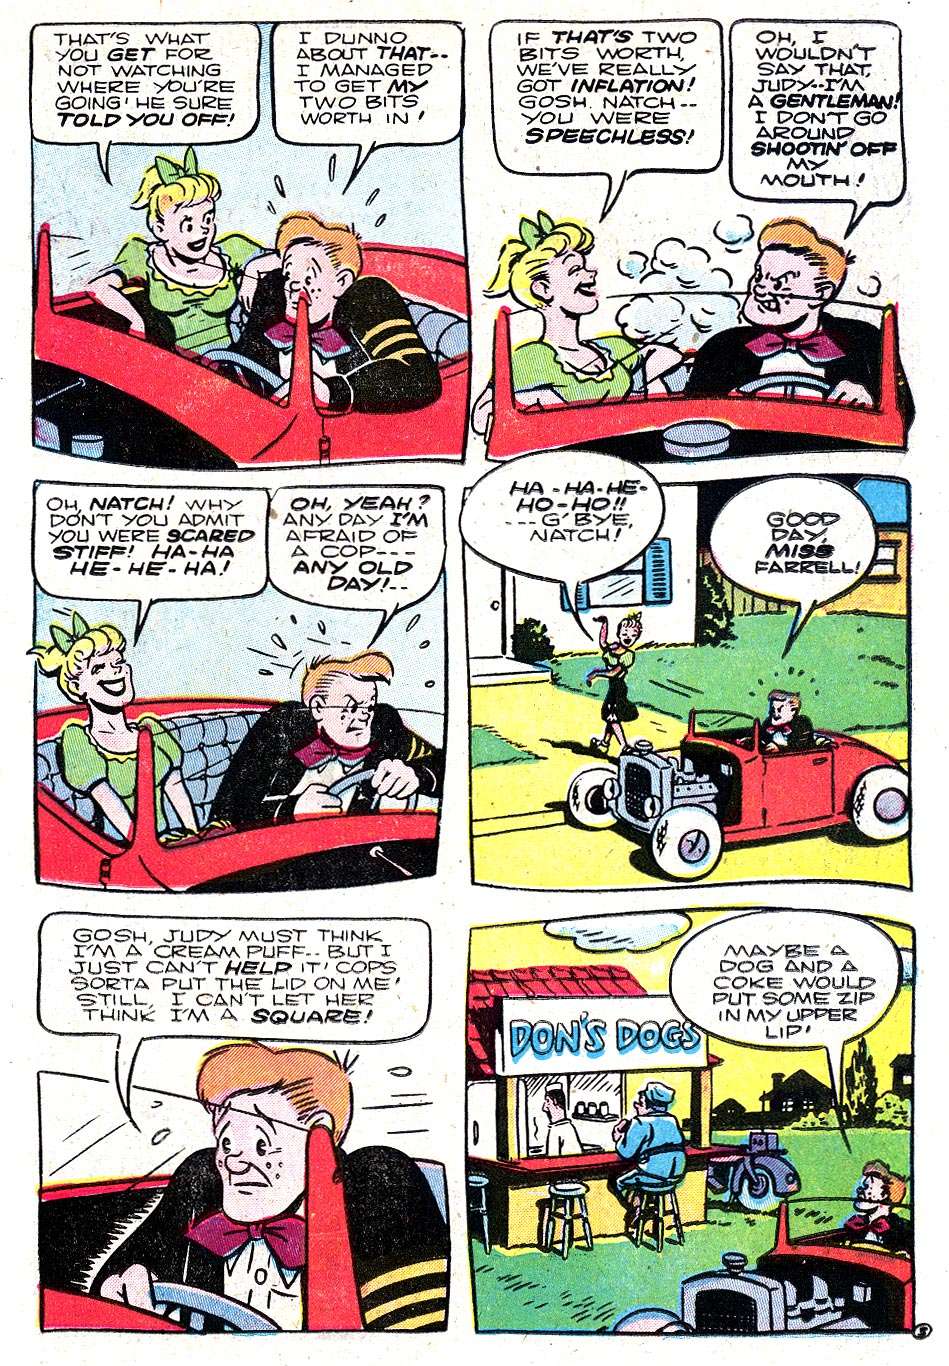 THAT'S WHAT
YOU GET FOR
NOT WATCHING
WHERE YOU'RE
GOING! HE SURE
TOLD YOU OFF!
I DUNNO
ABOUT THAT--
I MANAGED
TO GET MY
TWO BITS
WORTH IN!
IF THAT'S TWO
BITS WORTH,
WE'VE REALLY
GOT INFLATION!
GOSH. NATCH--
YOU WERE
SPEECHLESS!
OH, I
WOULDN'T
SAY THAT,
JUDY--I'M
A GENTLEMAN!
I DON'T GO
AROUND
SHOOTIN' OFF
MY
MOUTH!
OH, NATCH! WHY
DON'T YOU ADMIT
YOU WERE SCARED
STIFF! HA-HA
HE-HE-HA!
OH, YEAH?
ANY DAY I'M
AFRAID OF
A COP---
ANY OLD
DAY!--
HA-HA-HE-
HO-HO!!
---G'BYE,
NATCH!
GOOD
DAY,
MISS
FARRELL!
GOSH, JUDY MUST THINK
I'M A CREAM PUFF-- BUT I
JUST CAN'T HELP IT! COPS
SORTA PUT THE LID ON ME!
STILL, I CAN'T LET HER
THINK I'M A SQUARE!
MAYBE A
DOG AND A
COKE WOULD
PUT SOME ZIP
IN MY UPPER
LIP!
DON'S DOGS
5